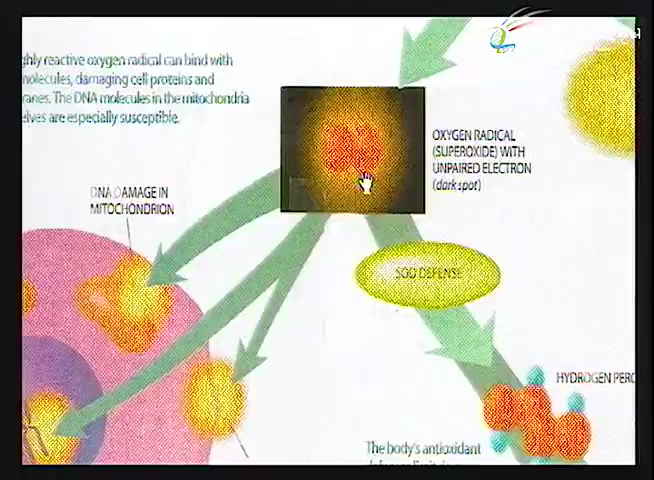 ghly reactive oxygen radical can bind with
nolecules, damaging cell proteins and
ranes. The DNA molecules in the mitochondria
elves are especially susceptible.
OXYGEN RADICAL
(SUPEROXIDE) WITH
UNPAIRED ELECTRON
(dark spot)
DNA DAMAGE IN
MITOCHONDRION
SOD DEFENSE
HYDROGEN PERO
The body's antioxidant